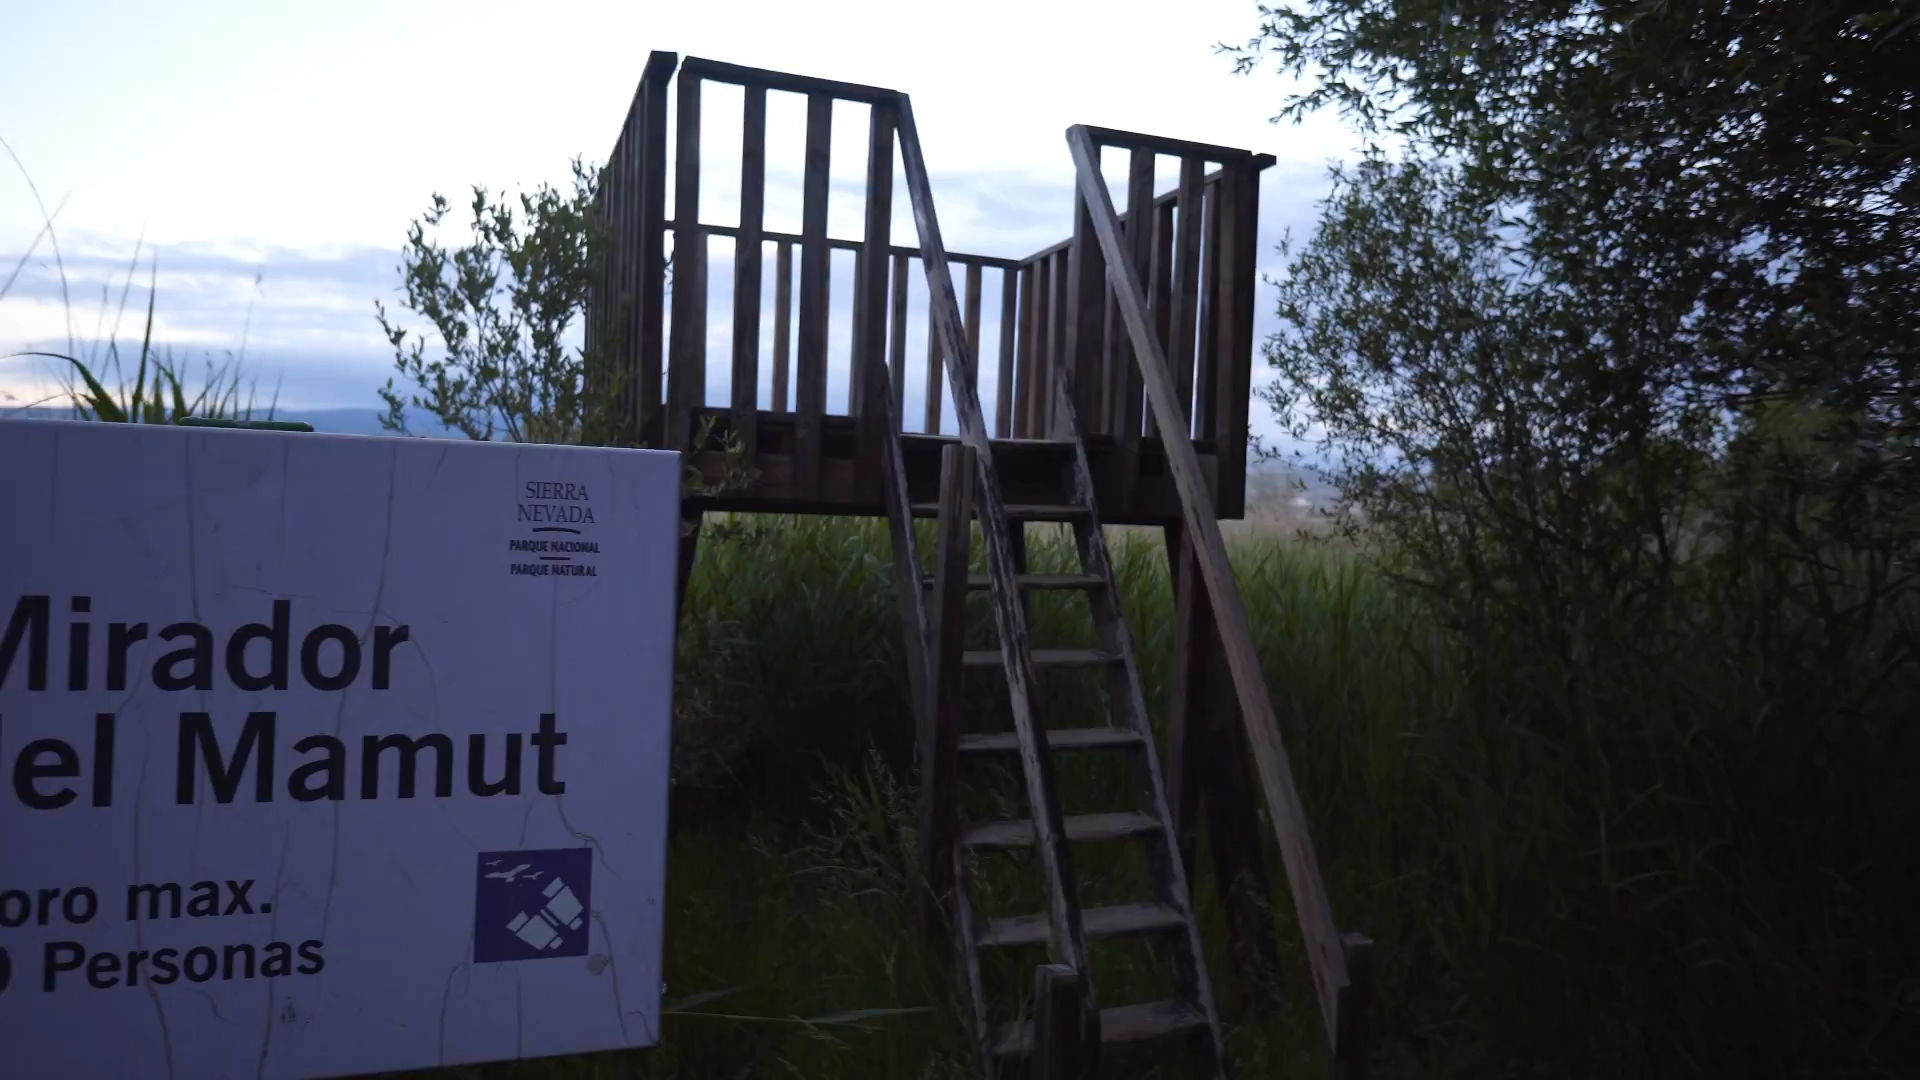 SIERRA
NEVADA
PARQUE NACIONAL
PARQUE NATURAL
Mirador
del Mamut
oro max.
Personas